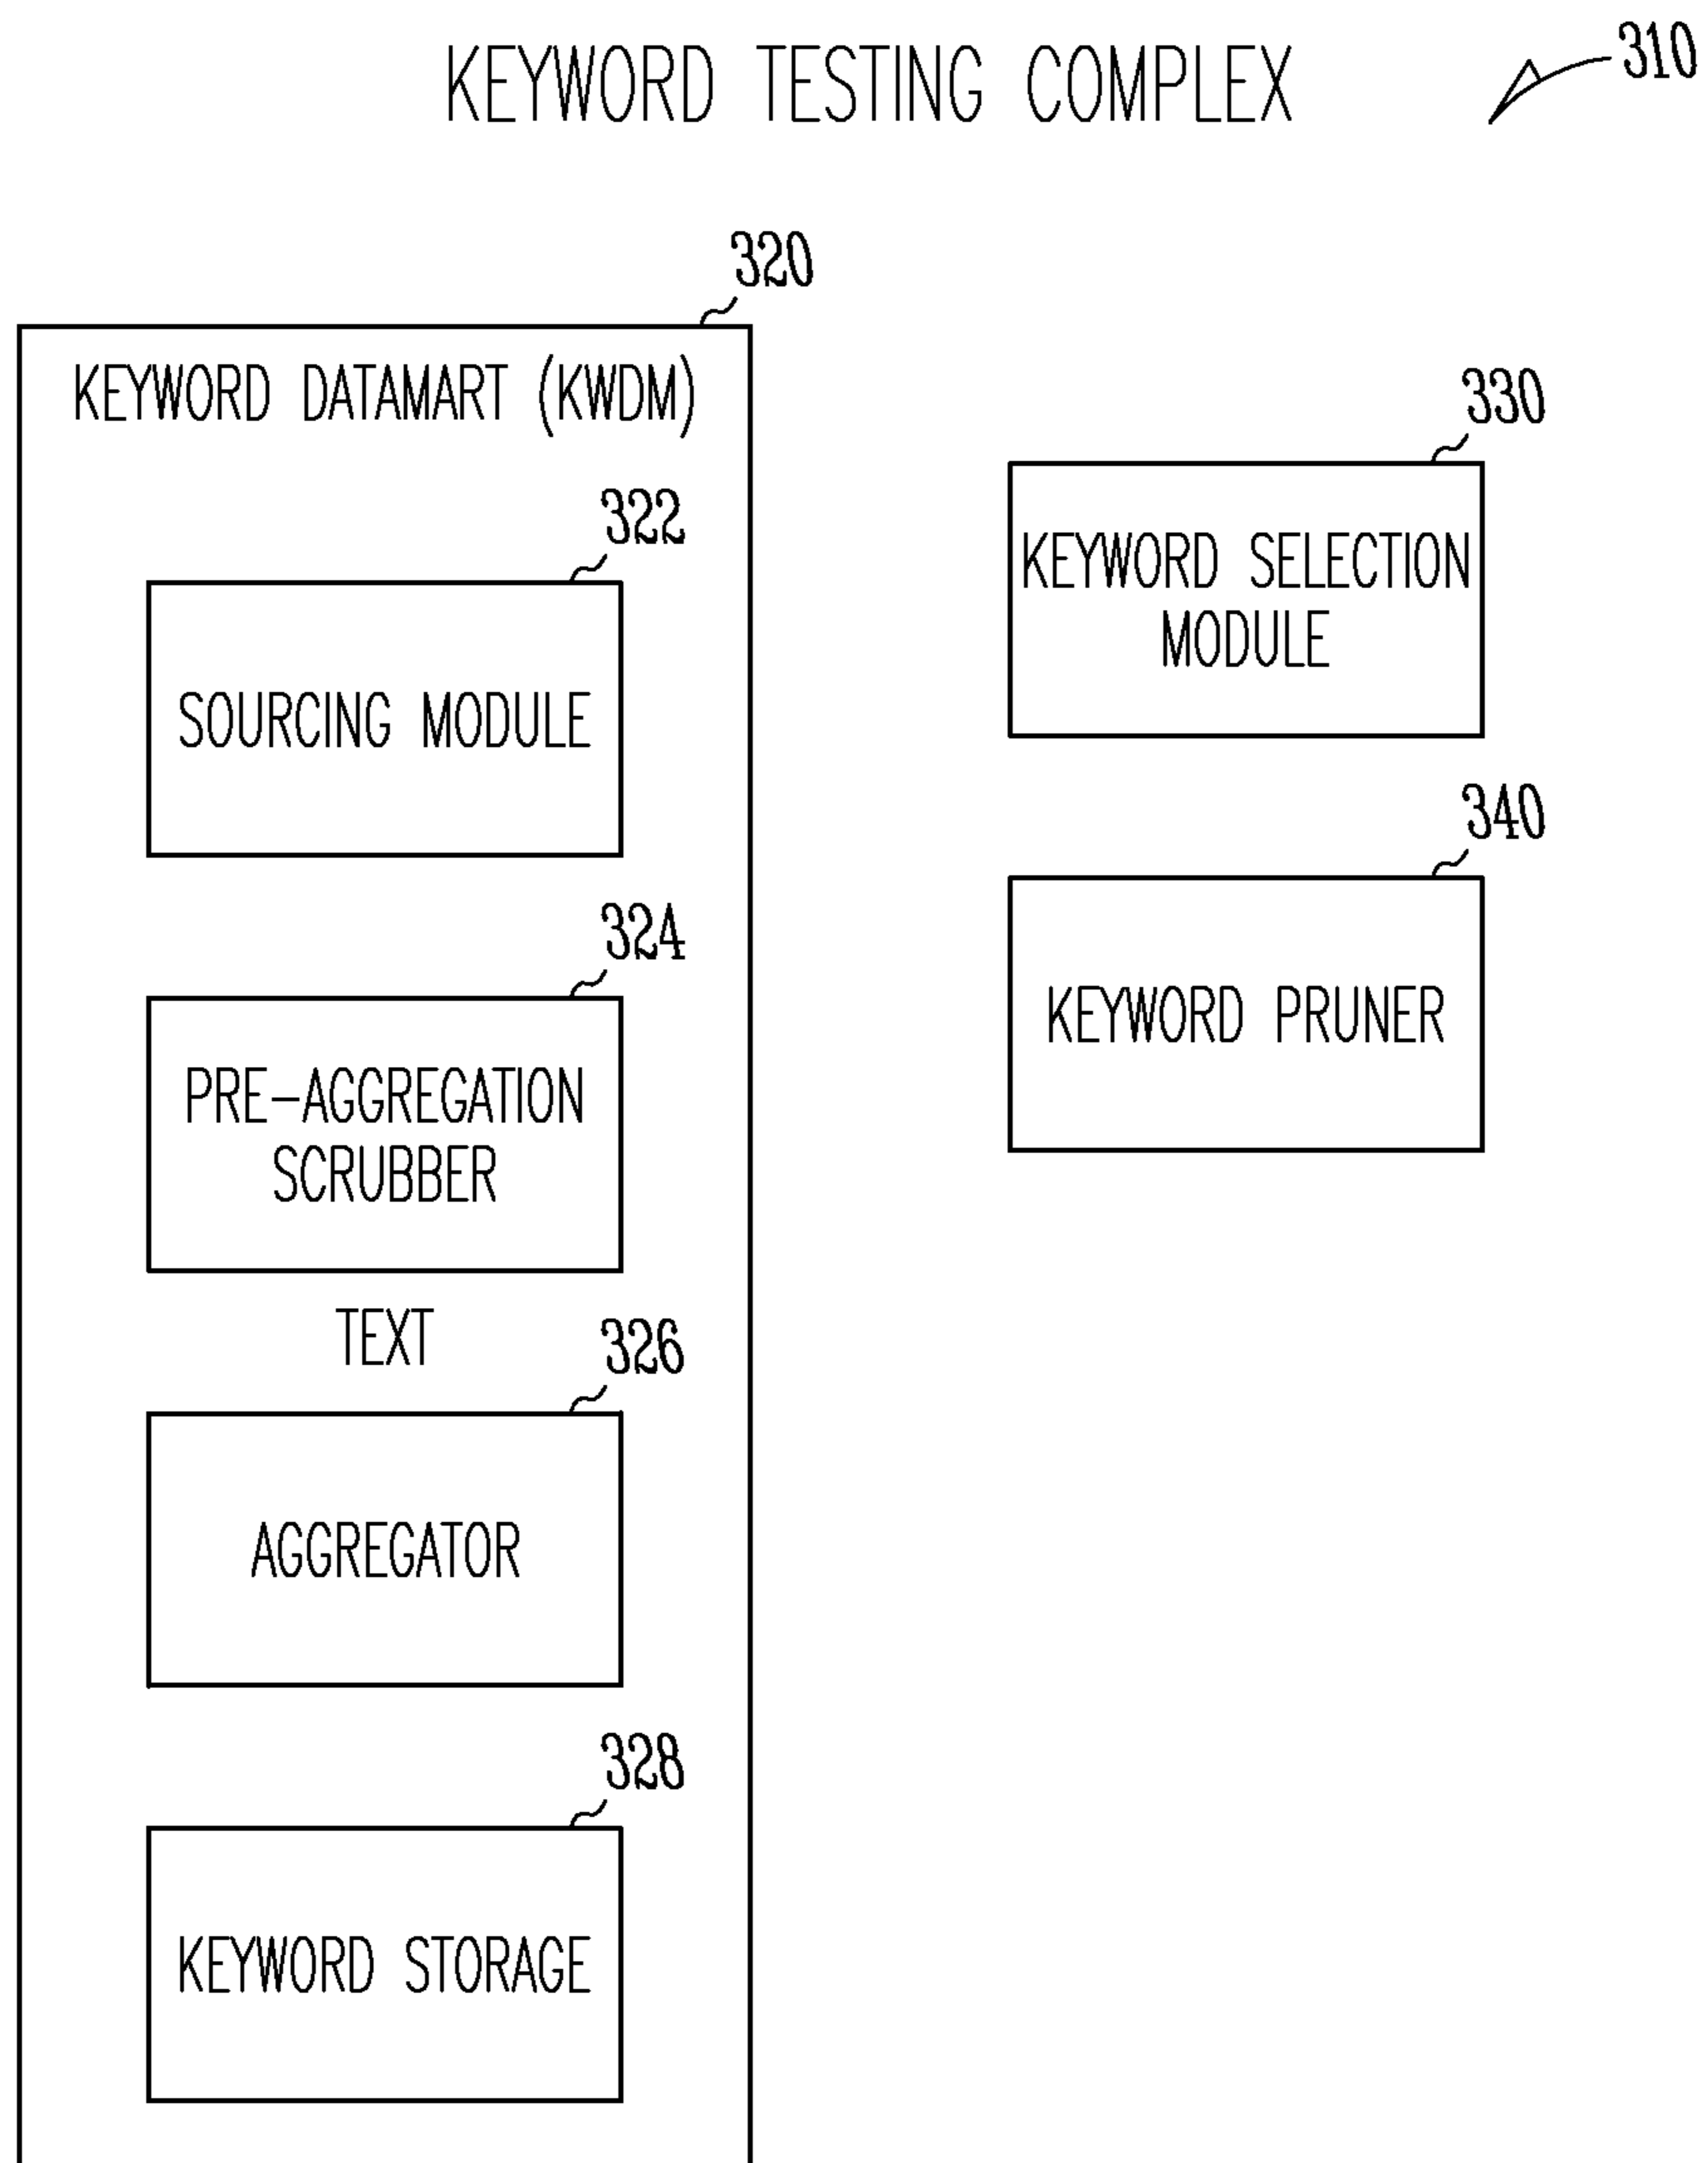 KEYWORD TESTING COMPLEX
310
320
KEYWORD DATAMART (KWDM)
322
SOURCING MODULE
324
PRE-AGGREGATION
SCRUBBER
TEXT
326
AGGREGATOR
328
KEYWORD STORAGE
330
KEYWORD SELECTION
MODULE
340
KEYWORD PRUNER